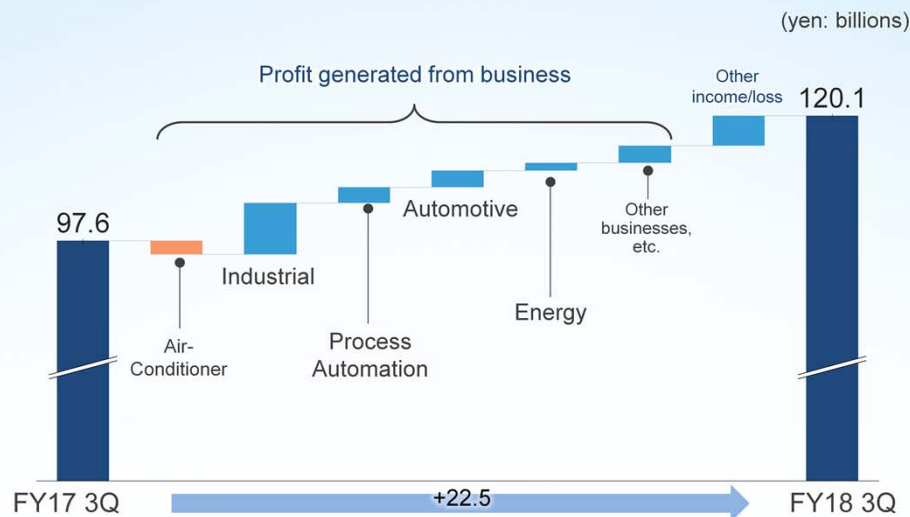 (yen: billions)
Profit generated from business
Other
income/loss
120.1
97.6
Industrial
Automotive
Other
businesses,
etc.
Energy
Process
Automation
Air-
Conditioner
FY17 3Q
+22.5
FY18 3Q